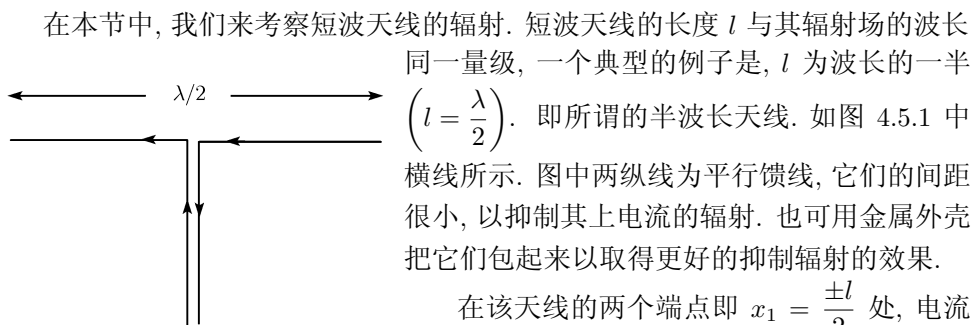 在本节中, 我们来考察短波天线的辐射. 短波天线的长度 l 与其辐射场的波长
同一量级, 一个典型的例子是, l 为波长的一半
λ/2
(l = λ/2). 即所谓的半波长天线. 如图 4.5.1 中
横线所示. 图中两纵线为平行馈线, 它们的间距
很小, 以抑制其上电流的辐射. 也可用金属外壳
把它们包起来以取得更好的抑制辐射的效果.
在该天线的两个端点即 x₁ = ±l/2 处, 电流